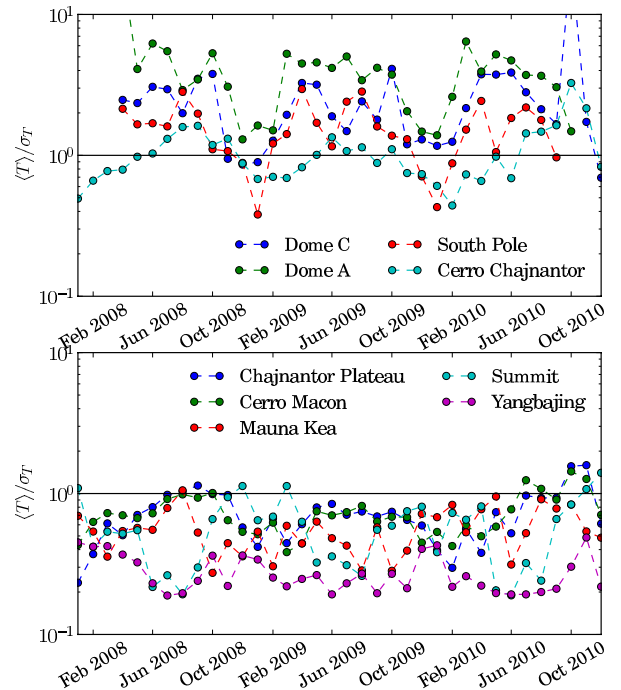 10^1
⟨T⟩/σ_T
10^0
10^−1
Dome C
Dome A
South Pole
Cerro Chajnantor
Feb 2008
Jun 2008
Oct 2008
Feb 2009
Jun 2009
Oct 2009
Feb 2010
Jun 2010
Oct 2010
10^1
⟨T⟩/σ_T
10^0
10^−1
Chajnantor Plateau
Cerro Macon
Mauna Kea
Summit
Yangbajing
Feb 2008
Jun 2008
Oct 2008
Feb 2009
Jun 2009
Oct 2009
Feb 2010
Jun 2010
Oct 2010